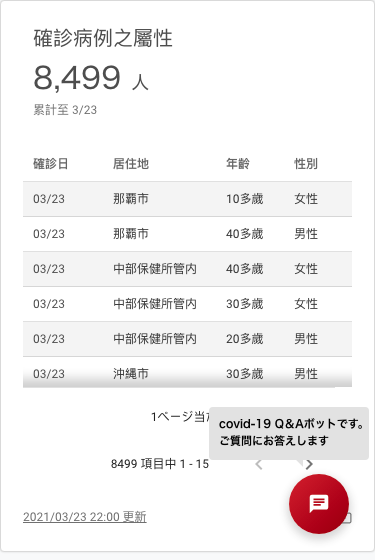 確診病例之屬性
8,499 人
累計至 3/23
確診日 居住地 年齡 性別
03/23 那覇市 10多歲 女性
03/23 那覇市 40多歲 男性
03/23 中部保健所管內 40多歲 女性
03/23 中部保健所管內 30多歲 女性
03/23 中部保健所管內 20多歲 男性
03/23 沖縄市 30多歲 男性
1ページ当
covid-19 Q&Aボットです。
ご質問にお答えします
8499 項目中 1 - 15
2021/03/23 22:00 更新